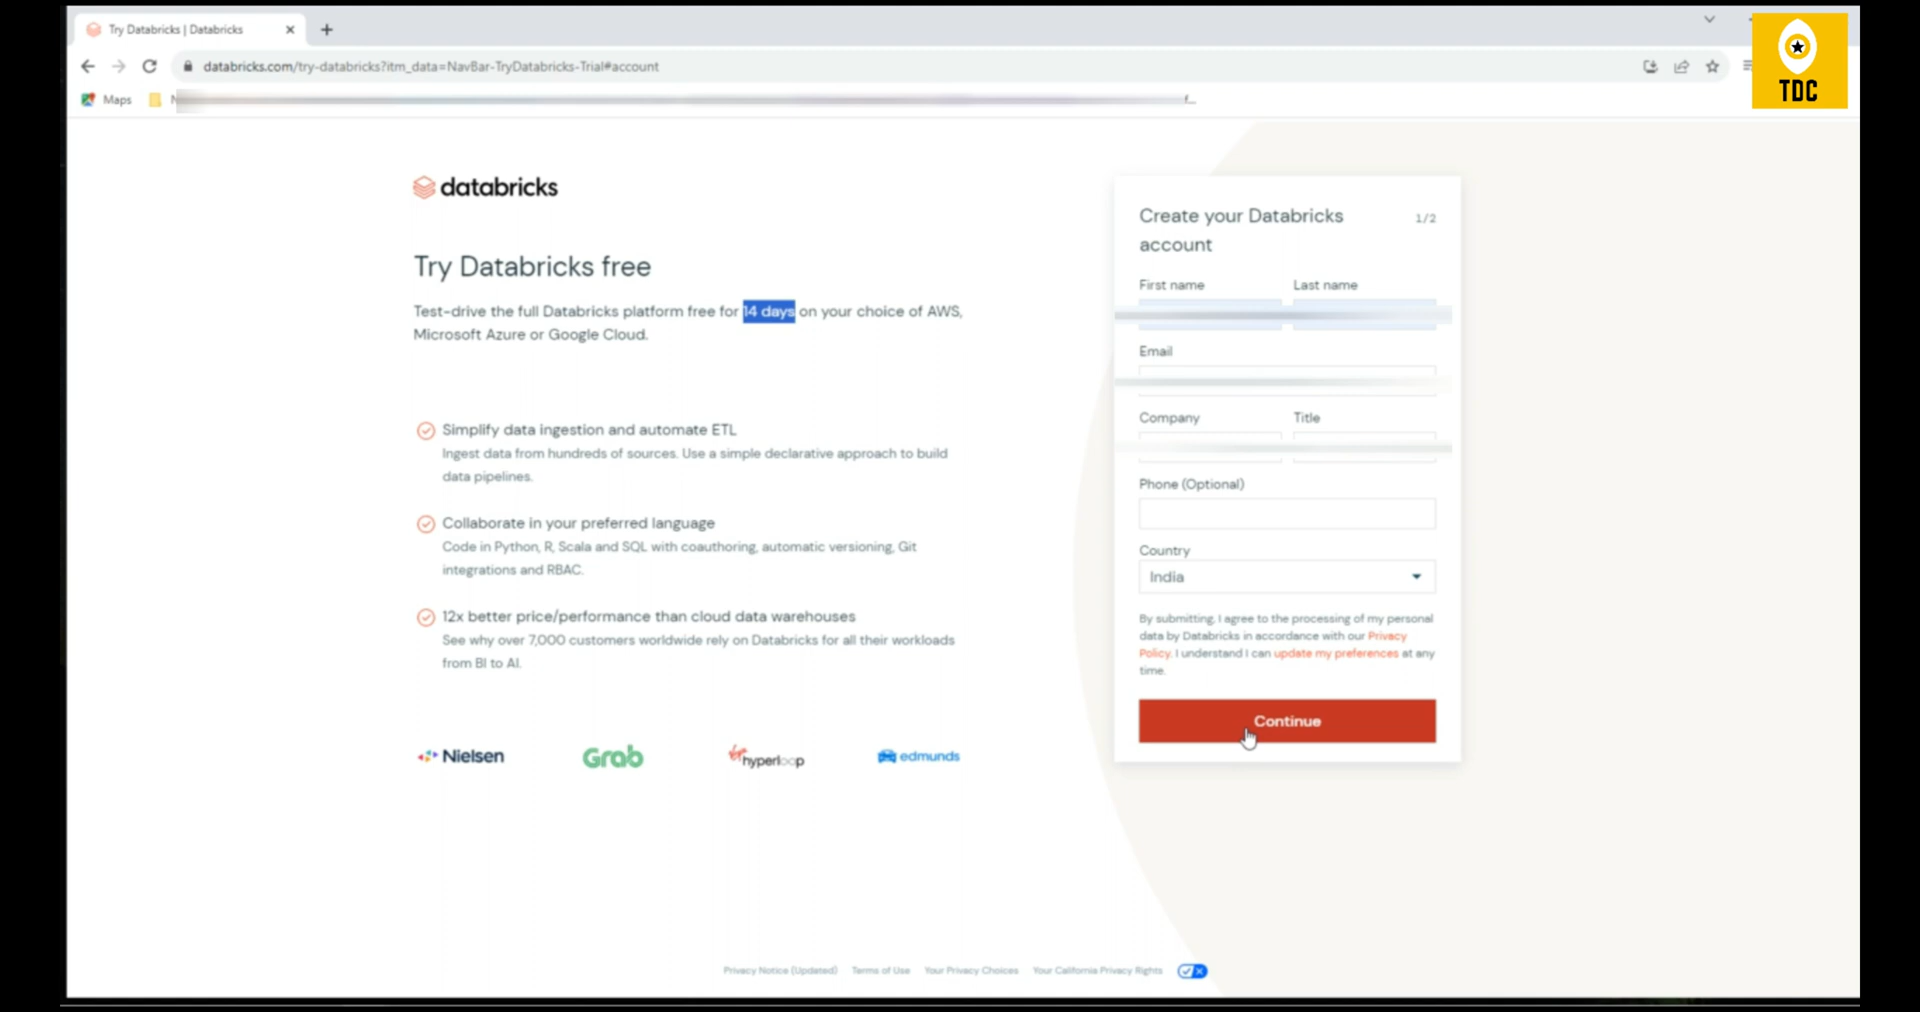 Try Databricks | Databricks
databricks.com/try-databricks?itm_data=NavBar-TryDatabricks-Trial#account
Maps
TDC
databricks
Try Databricks free
Test-drive the full Databricks platform free for 14 days on your choice of AWS,
Microsoft Azure or Google Cloud.
Simplify data ingestion and automate ETL
Ingest data from hundreds of sources. Use a simple declarative approach to build
data pipelines.
Collaborate in your preferred language
Code in Python, R, Scala and SQL with coauthoring, automatic versioning, Git
integrations and RBAC.
12x better price/performance than cloud data warehouses
See why over 7,000 customers worldwide rely on Databricks for all their workloads
from BI to AI.
Nielsen
Grab
hyperloop
edmunds
Create your Databricks 1/2
account
First name Last name
Email
Company Title
Phone (Optional)
Country
India
By submitting, I agree to the processing of my personal
data by Databricks in accordance with our Privacy
Policy. I understand I can update my preferences at any
time.
Continue
Privacy Notice (Updated) Terms of Use Your Privacy Choices Your California Privacy Rights